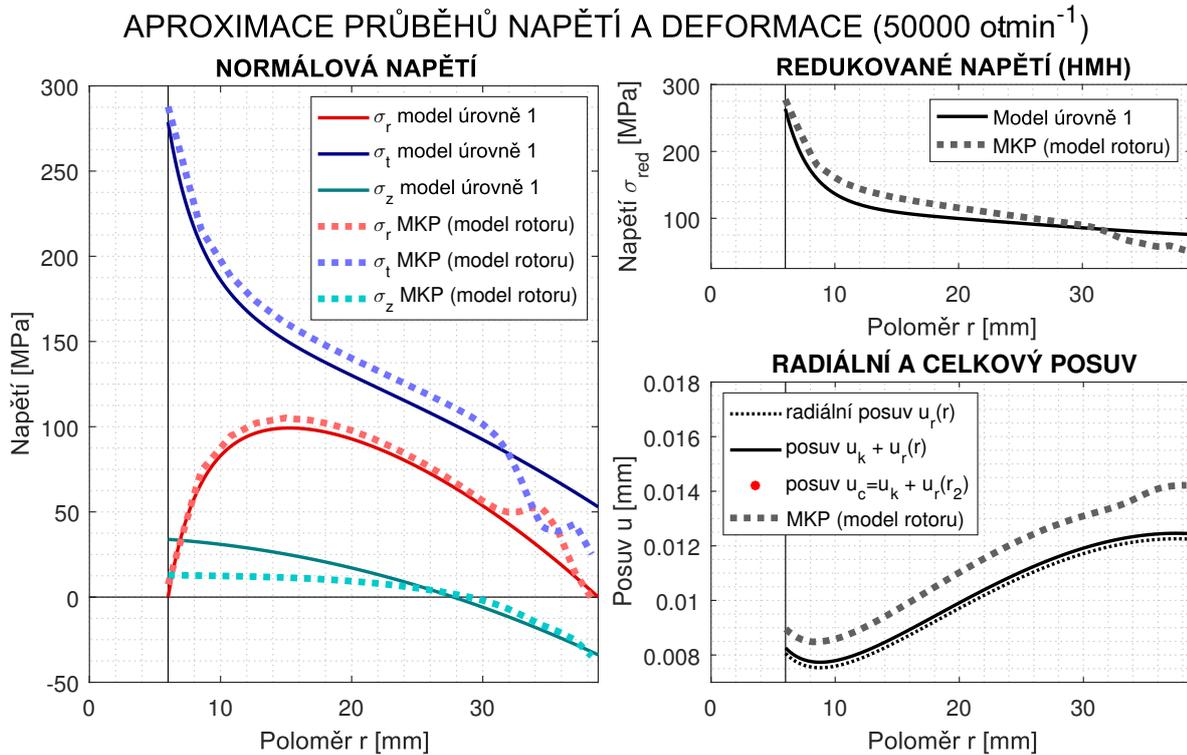 APROXIMACE PRŮBĚHŮ NAPĚTÍ A DEFORMACE (50000 otmin-1)
NORMÁLOVÁ NAPĚTÍ
300
250
200
150
100
50
0
-50
Napětí [MPa]
σr model úrovně 1
σt model úrovně 1
σz model úrovně 1
σr MKP (model rotoru)
σt MKP (model rotoru)
σz MKP (model rotoru)
0
10
20
30
Poloměr r [mm]
REDUKOVANÉ NAPĚTÍ (HMH)
300
200
100
Napětí σred [MPa]
Model úrovně 1
MKP (model rotoru)
0
10
20
30
Poloměr r [mm]
RADIÁLNÍ A CELKOVÝ POSUV
0.018
0.016
0.014
0.012
0.01
0.008
Posuv u [mm]
radiální posuv ur(r)
posuv uk + ur(r)
posuv uc=uk + ur(r2)
MKP (model rotoru)
0
10
20
30
Poloměr r [mm]